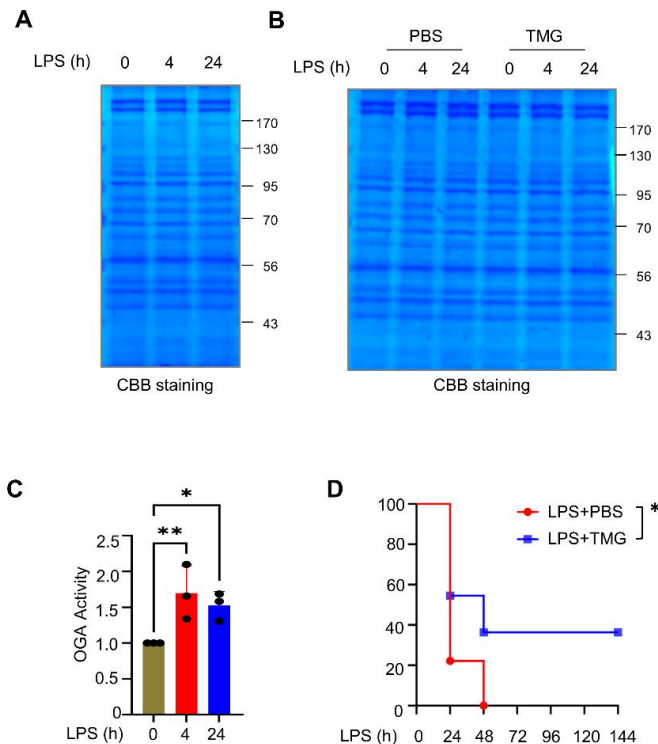 A
LPS (h) 0 4 24
170
130
95
70
56
43
CBB staining
B
PBS TMG
LPS (h) 0 4 24 0 4 24
170
130
95
70
56
43
CBB staining
C
*
**
2.5
2.0
1.5
1.0
0.5
0.0
OGA Activity
LPS (h) 0 4 24
D
100
80
60
40
20
0
LPS+PBS
LPS+TMG
*
LPS (h) 0 24 48 72 96 120 144